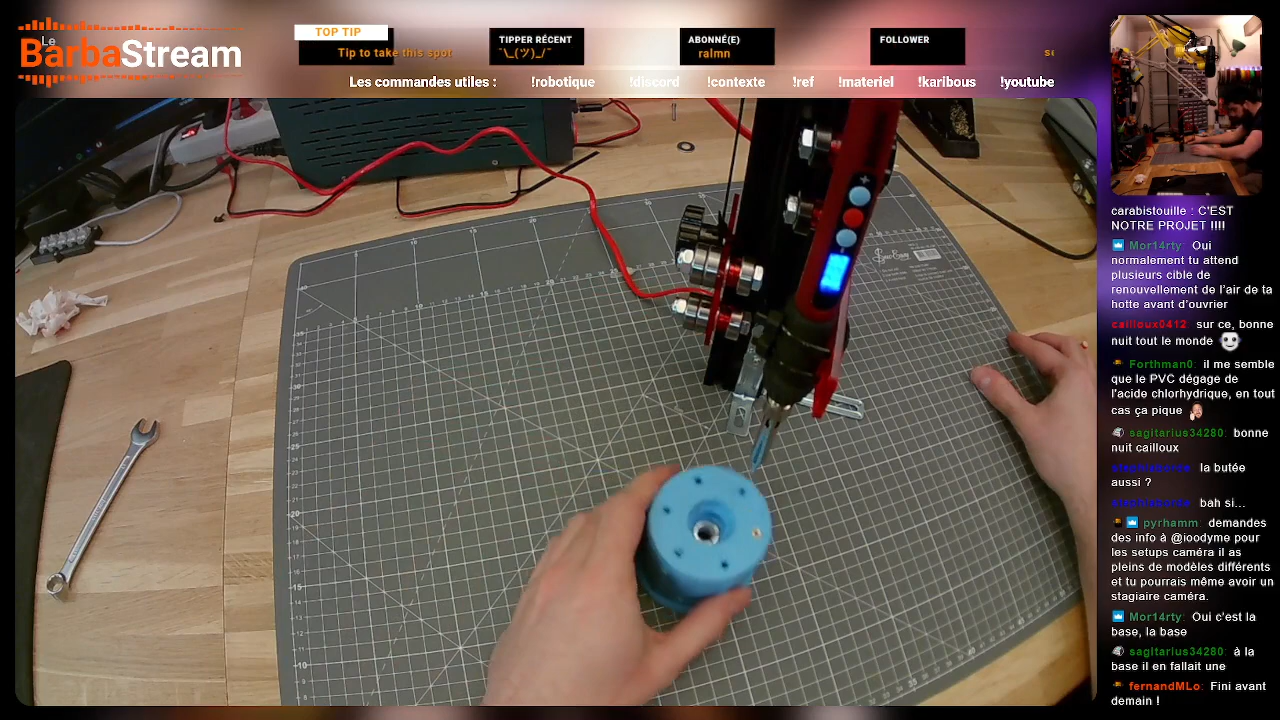 Le
BarbaStream
TOP TIP
Tip to take this spot
TIPPER RÉCENT
¯\_(ツ)_/¯
ABONNÉ(E)
ralmn
FOLLOWER
Les commandes utiles : !robotique !discord !contexte !ref !materiel !karibous !youtube
carabistouille : C'EST
NOTRE PROJET !!!!
Mor14rty: Oui
normalement tu attend
plusieurs cible de
renouvellement de l'air de ta
hotte avant d'ouvrier
cailloux0412 sur ce, bonne
nuit tout le monde
Forthman0: il me semble
que le PVC dégage de
l'acide chlorhydrique, en tout
cas ça pique
sagitarius34280: bonne
nuit cailloux
la butée
aussi ?
bah si...
pyrhamm: demandes
des info à @joodyme pour
les setups caméra il as
pleins de modèles différents
et tu pourrais même avoir un
stagiaire caméra.
Mor14rty: Oui c'est la
base, la base
sagitarius34280: à la
base il en fallait une
fernandMLo: Fini avant
demain !